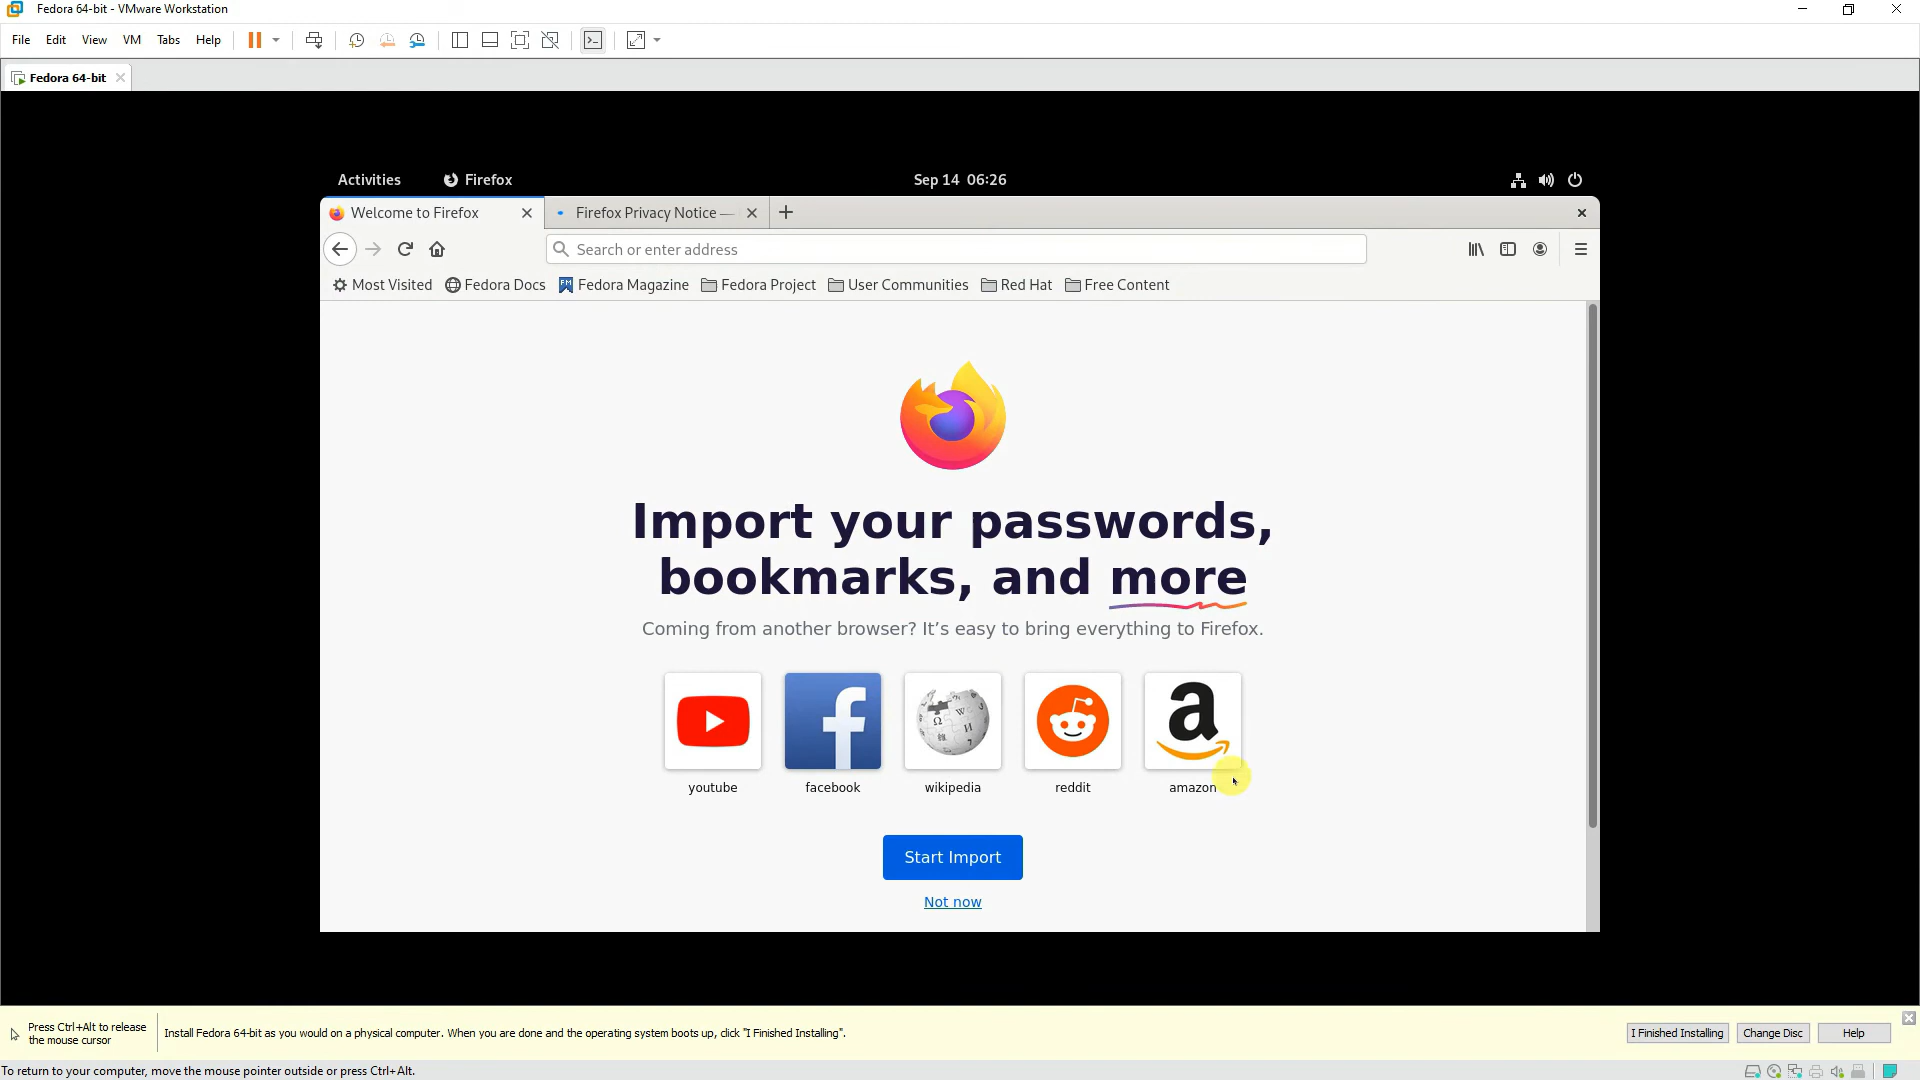 Fedora 64-bit - VMware Workstation
File Edit View VM Tabs Help
Fedora 64-bit
Activities Firefox Sep 14 06:26
Welcome to Firefox Firefox Privacy Notice —
Search or enter address
Most Visited Fedora Docs Fedora Magazine Fedora Project User Communities Red Hat Free Content
Import your passwords,
bookmarks, and more
Coming from another browser? It’s easy to bring everything to Firefox.
youtube facebook wikipedia reddit amazon
Start Import
Not now
Press Ctrl+Alt to release
the mouse cursor
Install Fedora 64-bit as you would on a physical computer. When you are done and the operating system boots up, click "I Finished Installing".
I Finished Installing Change Disc Help
To return to your computer, move the mouse pointer outside or press Ctrl+Alt.